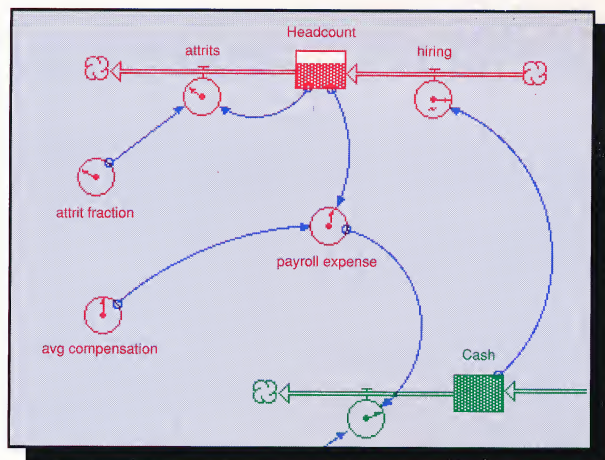 Headcount
attrits
hiring
attrit fraction
payroll expense
avg compensation
Cash